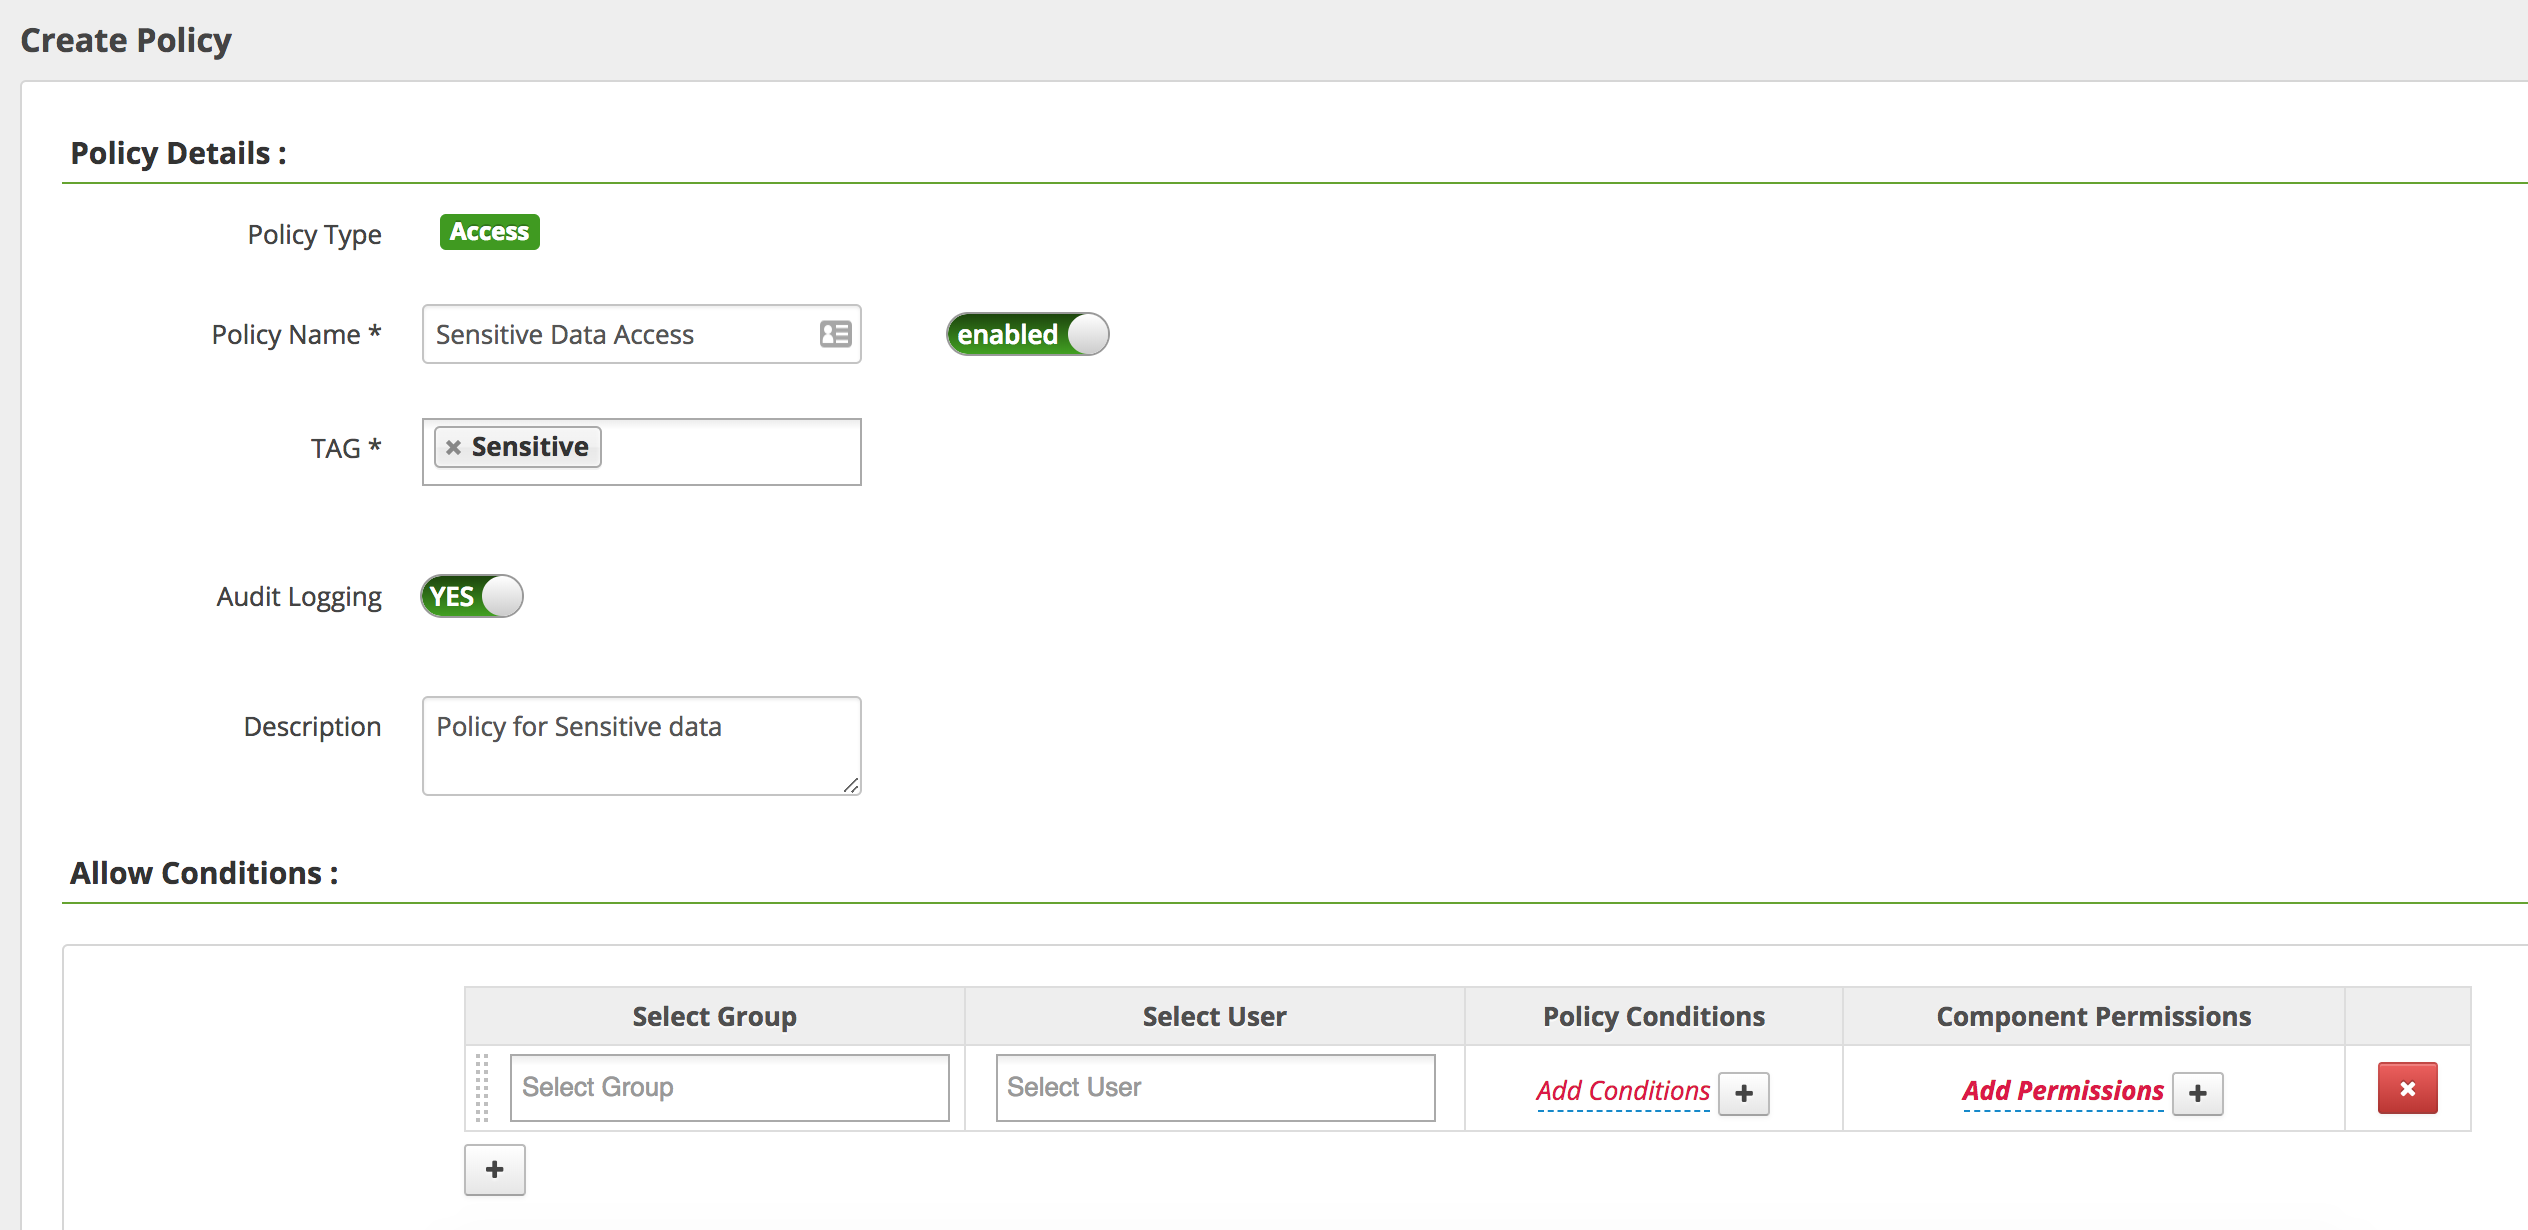 Create Policy
Policy Details :
Policy Type Access
Policy Name * Sensitive Data Access enabled
TAG * Sensitive
Audit Logging YES
Description Policy for Sensitive data
Allow Conditions :
Select Group Select User Policy Conditions Component Permissions
Select Group Select User Add Conditions + Add Permissions +
+